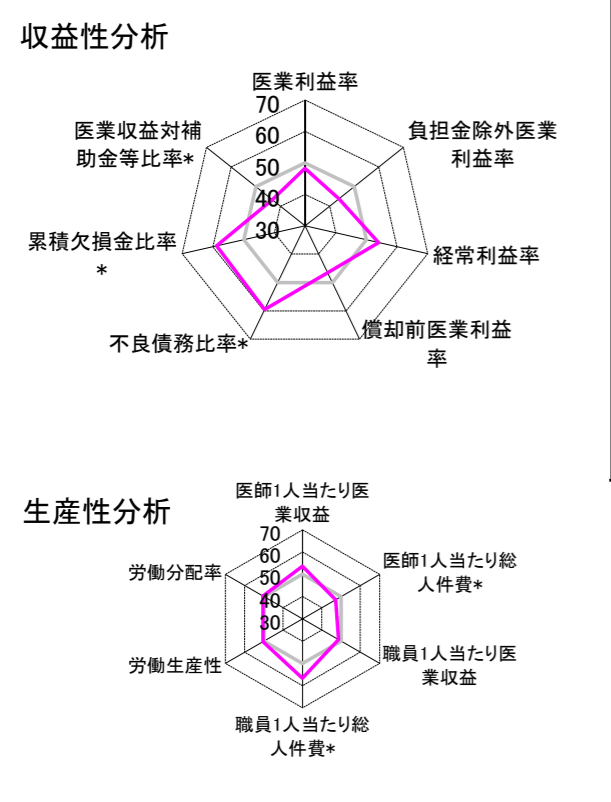 収益性分析
医業利益率
70
60
50
40
30
負担金除外医業
利益率
経常利益率
償却前医業利益
率
不良債務比率*
累積欠損金比率
*
医業収益対補
助金等比率*
生産性分析
医師1人当たり医
業収益
70
60
50
40
30
医師1人当たり総
人件費*
職員1人当たり医
業収益
職員1人当たり総
人件費*
労働生産性
労働分配率